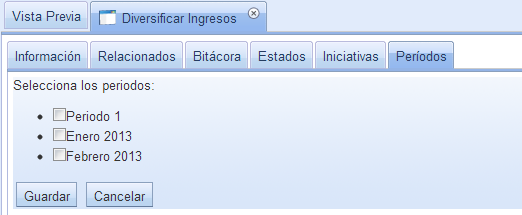 Vista Previa Diversificar Ingresos
Información Relacionados Bitácora Estados Iniciativas Períodos
Selecciona los periodos:
Periodo 1
Enero 2013
Febrero 2013
Guardar Cancelar